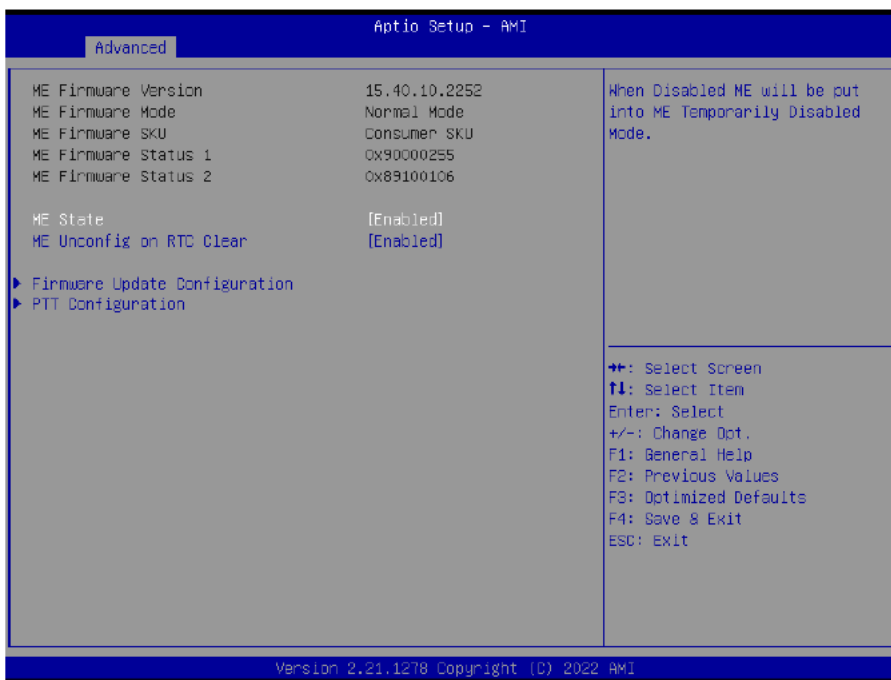 Aptio Setup - AMI
Advanced
ME Firmware Version 15.40.10.2252
ME Firmware Mode Normal Mode
ME Firmware SKU Consumer SKU
ME Firmware Status 1 0x90000255
ME Firmware Status 2 0x89100106
ME State [Enabled]
ME Unconfig on RTC Clear [Enabled]
Firmware Update Configuration
PTT Configuration
When Disabled ME will be put
into ME Temporarily Disabled
Mode.
→←: Select Screen
↑↓: Select Item
Enter: Select
+/-: Change Opt.
F1: General Help
F2: Previous Values
F3: Optimized Defaults
F4: Save & Exit
ESC: Exit
Version 2.21.1278 Copyright (C) 2022 AMI